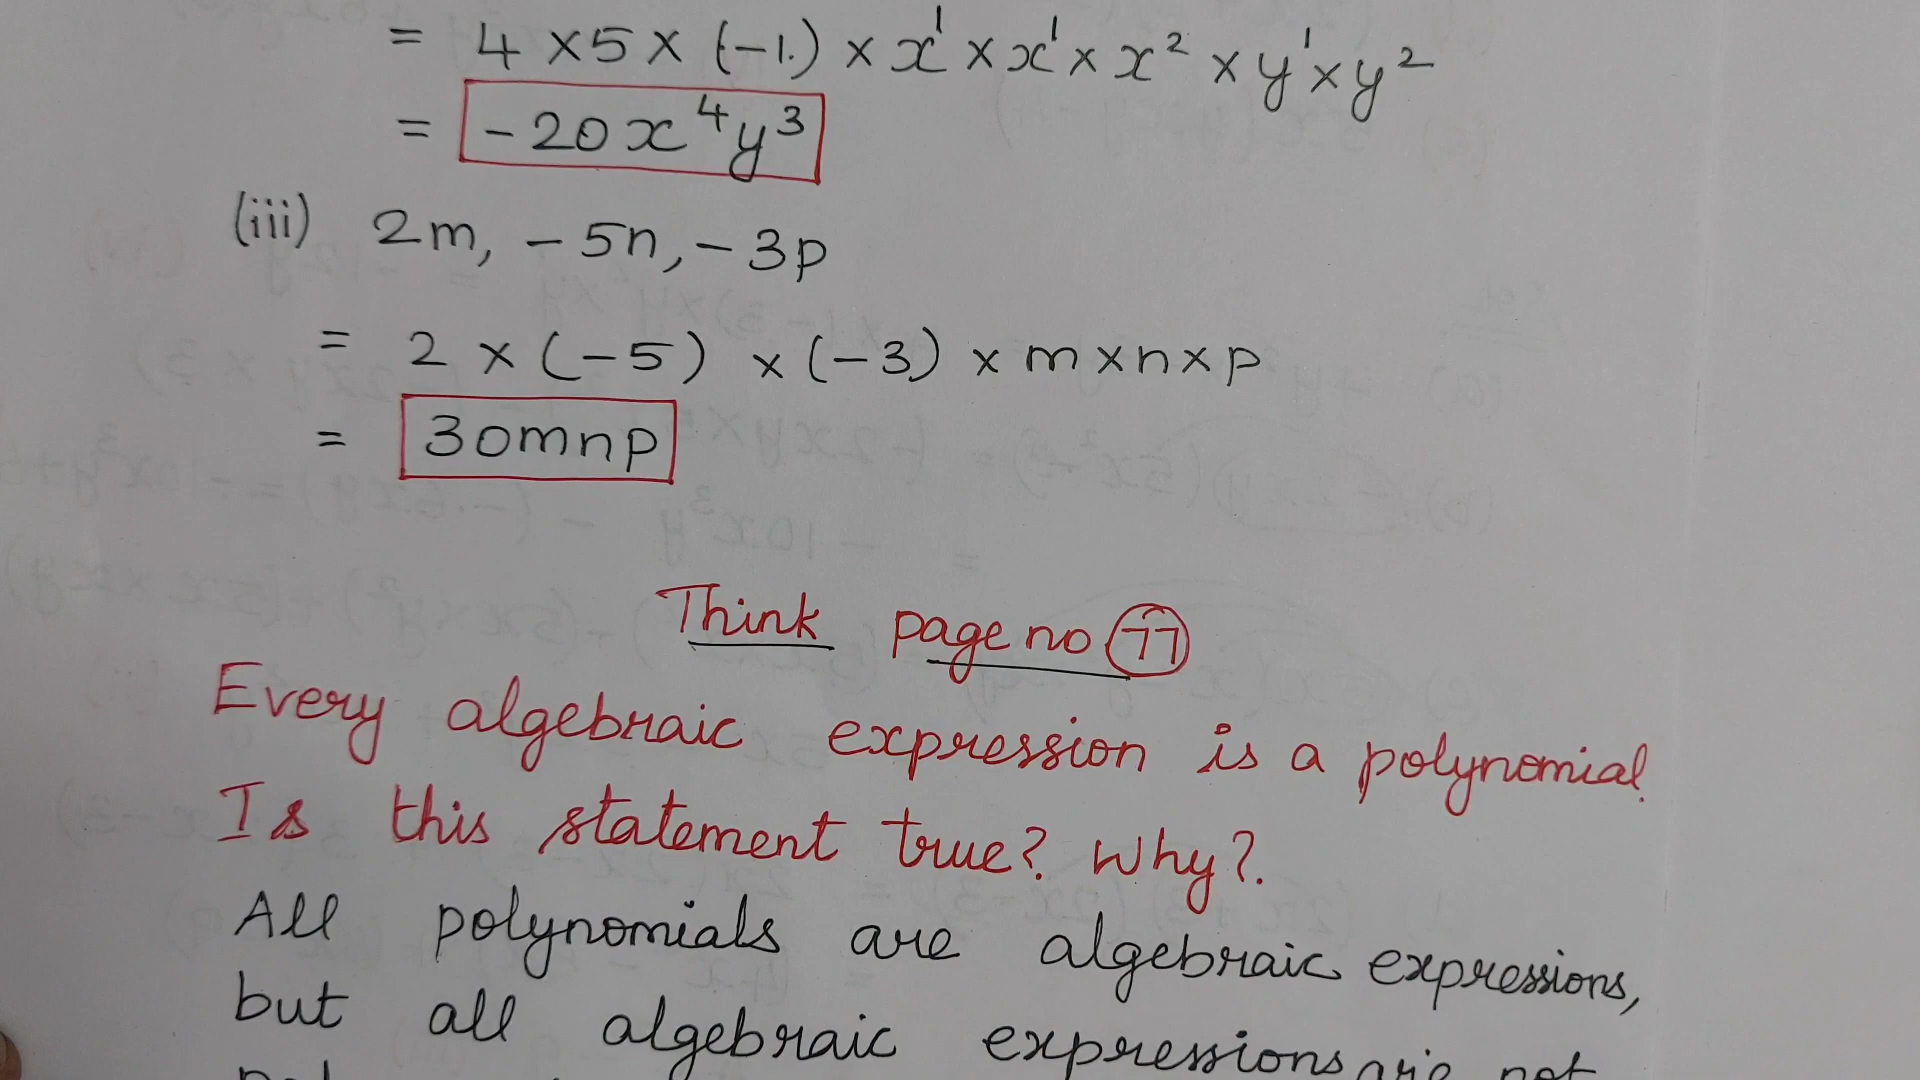 = 4 × 5 × (-1.) × x¹ × x¹ × x² × y¹ × y²
= -20x⁴y³
(iii) 2m, -5n, -3p
= 2 × (-5) × (-3) × m × n × p
= 30mnp
Think page no 77
Every algebraic expression is a polynomial.
Is this statement true? Why?.
All polynomials are algebraic expressions,
but all algebraic expressions are not